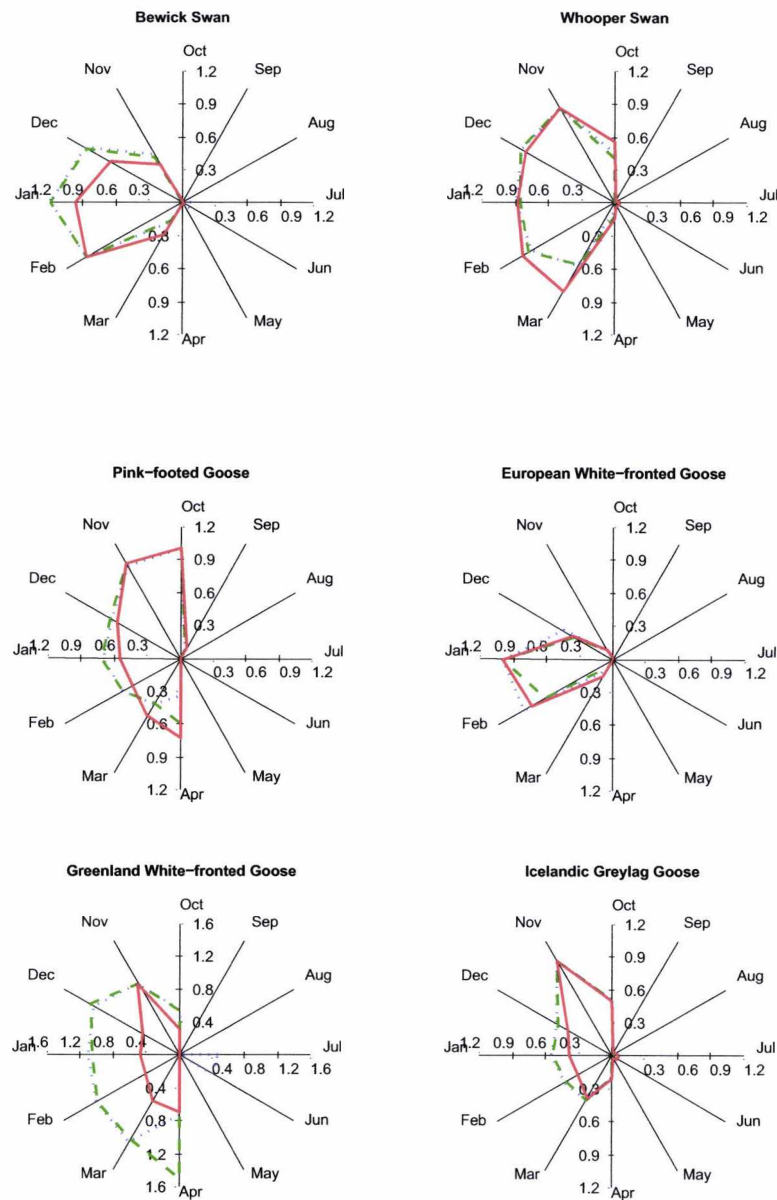 Bewick Swan
Oct
1.2
Nov
Sep
0.9
Dec
0.6
Aug
0.3
Jan
1.2 0.9 0.6 0.3
Jul
0.3 0.6 0.9 1.2
0.3
Feb
0.6
Jun
0.9
Mar
May
1.2
Apr
Whooper Swan
Oct
1.2
Nov
Sep
0.9
Dec
0.6
Aug
0.3
Jan
1.2 0.9 0.6 0.3
Jul
0.3 0.6 0.9 1.2
0.3
Feb
0.6
Jun
0.9
Mar
May
1.2
Apr
Pink-footed Goose
Oct
1.2
Nov
Sep
0.9
Dec
0.6
Aug
0.3
Jan
1.2 0.9 0.6 0.3
Jul
0.3 0.6 0.9 1.2
0.3
Feb
0.6
Jun
0.9
Mar
May
1.2
Apr
European White-fronted Goose
Oct
1.2
Nov
Sep
0.9
Dec
0.6
Aug
0.3
Jan
1.2 0.9 0.6 0.3
Jul
0.3 0.6 0.9 1.2
0.3
Feb
0.6
Jun
0.9
Mar
May
1.2
Apr
Greenland White-fronted Goose
Oct
1.6
Nov
Sep
1.2
Dec
0.8
Aug
0.4
Jan
1.6 1.2 0.8 0.4
Jul
0.4 0.8 1.2 1.6
0.4
Feb
0.8
Jun
1.2
Mar
May
1.6
Apr
Icelandic Greylag Goose
Oct
1.2
Nov
Sep
0.9
Dec
0.6
Aug
0.3
Jan
1.2 0.9 0.6 0.3
Jul
0.3 0.6 0.9 1.2
0.3
Feb
0.6
Jun
0.9
Mar
May
1.2
Apr